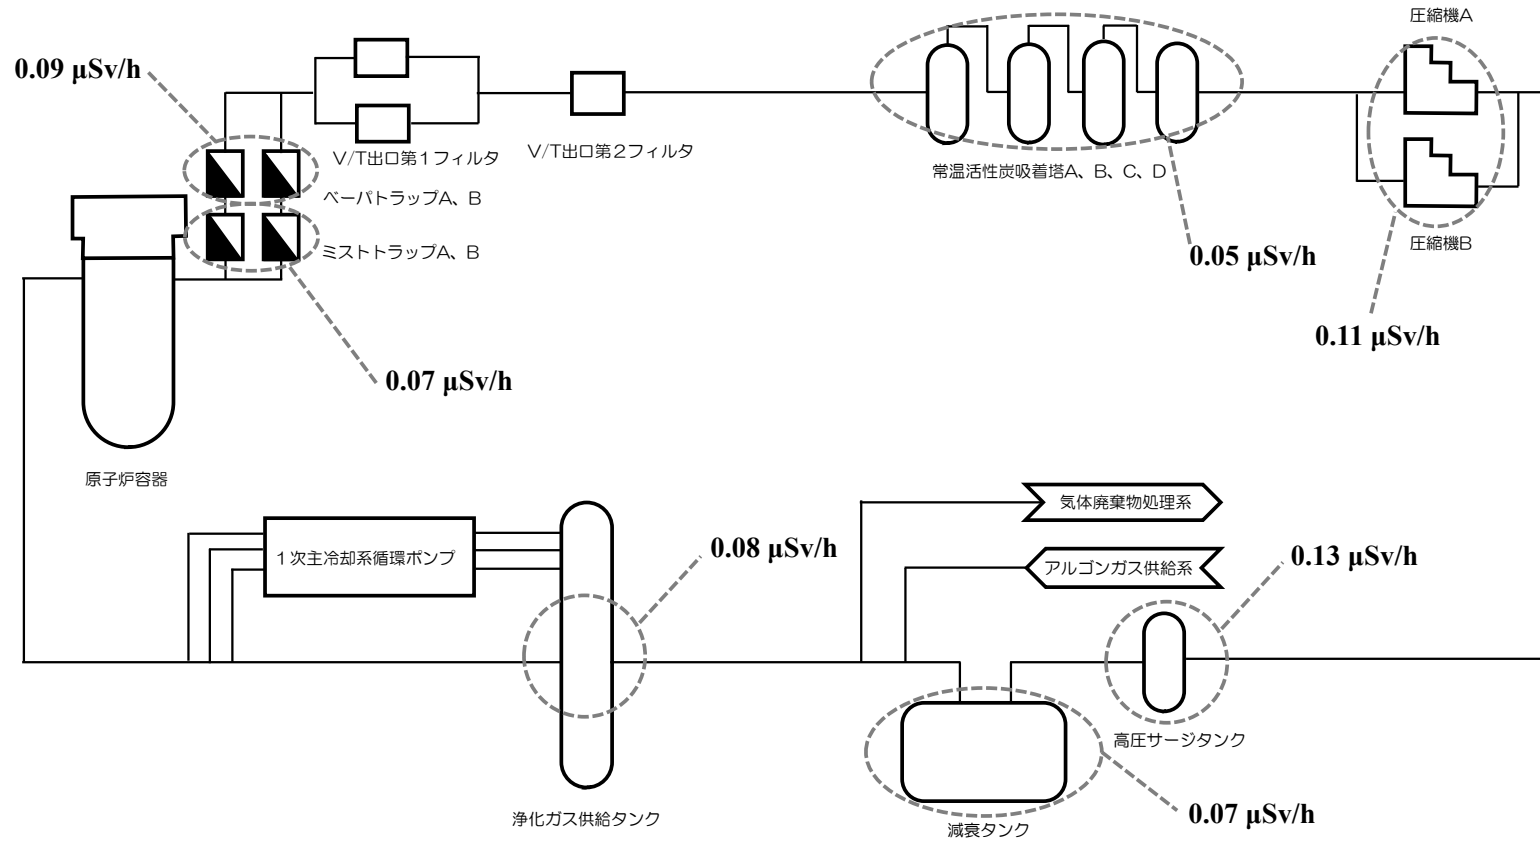 圧縮機A
0.09 μSv/h
V/T出口第1フィルタ
V/T出口第2フィルタ
常温活性炭吸着塔A、B、C、D
ベーパトラップA、B
ミストトラップA、B
圧縮機B
0.05 μSv/h
0.11 μSv/h
0.07 μSv/h
原子炉容器
気体廃棄物処理系
1次主冷却系循環ポンプ
0.08 μSv/h
アルゴンガス供給系
0.13 μSv/h
高圧サージタンク
浄化ガス供給タンク
減衰タンク
0.07 μSv/h